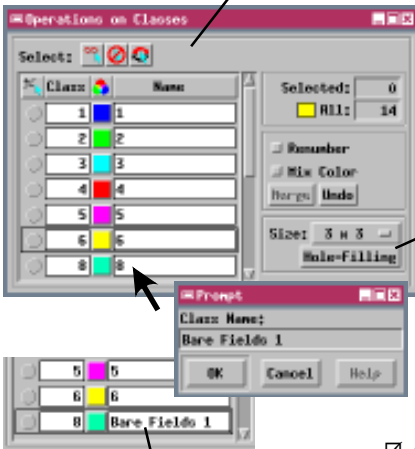 Operations on Classes
Select:
Class Name
1 1
2 2
3 3
4 4
5 5
6 6
8 8
Selected: 0
All: 14
Renumber
Mix Color
Merge Undo
Size: 3 x 3
Hole-Filling
Prompt
Class Name:
Bare Fields 1
OK Cancel Help
5 5
6 6
8 Bare Fields 1